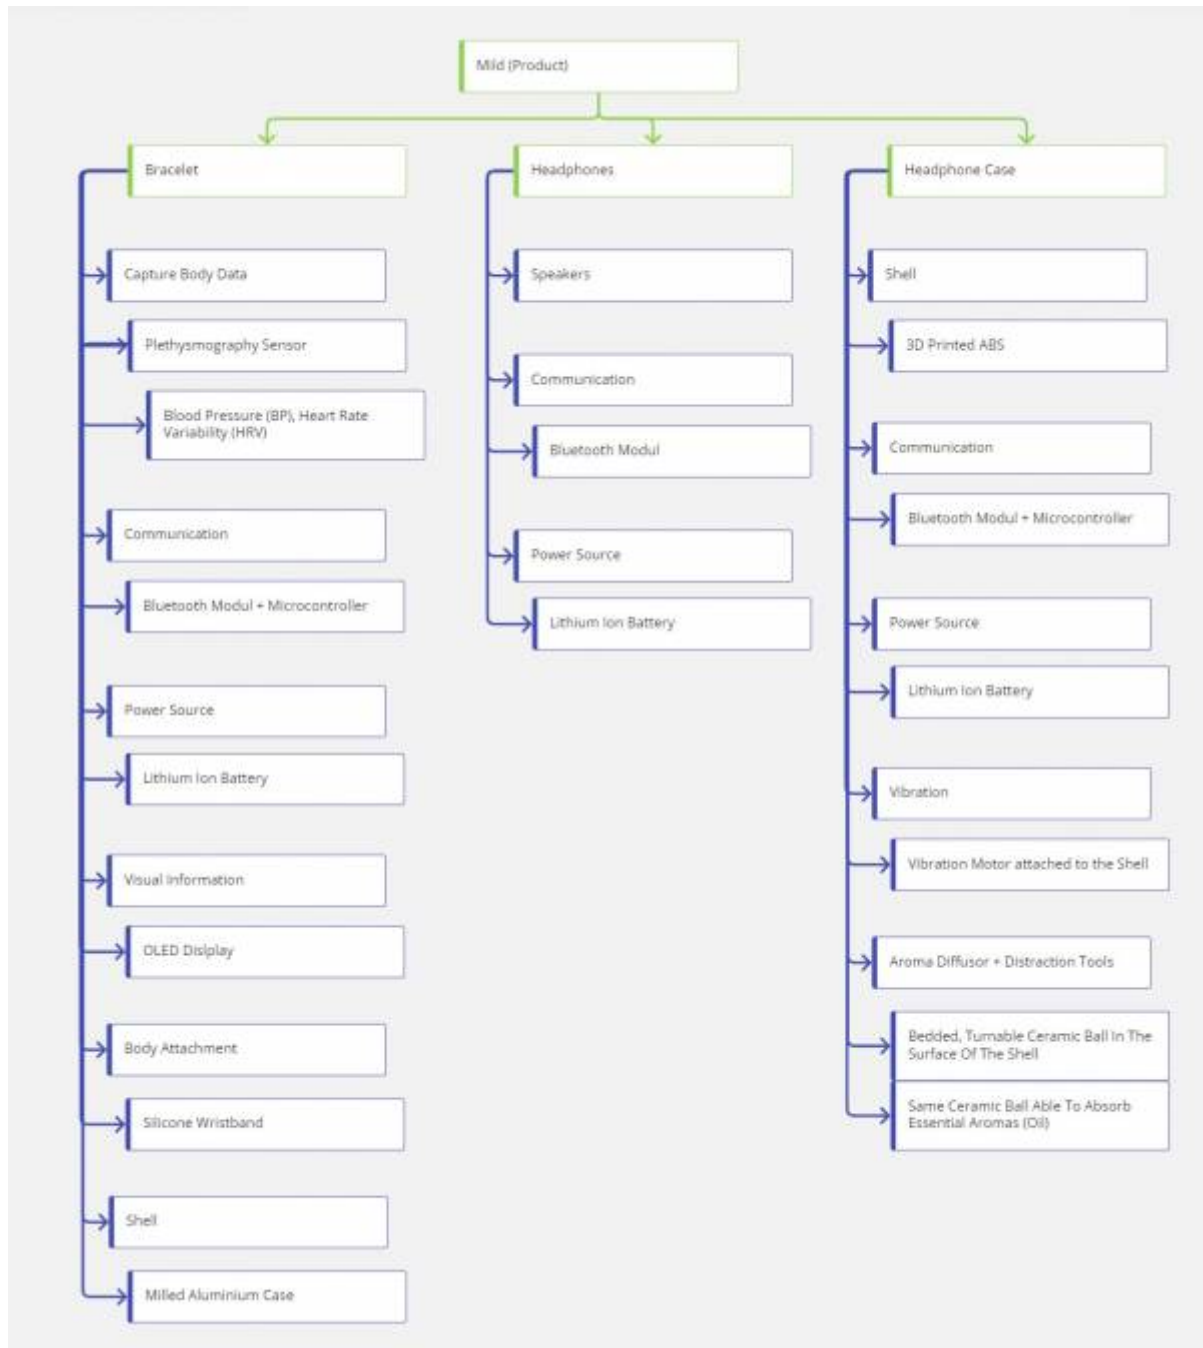 Mild (Product)
Bracelet
Capture Body Data
Plethysmography Sensor
Blood Pressure (BP), Heart Rate
Variability (HRV)
Communication
Bluetooth Modul + Microcontroller
Power Source
Lithium Ion Battery
Visual Information
OLED Dislplay
Body Attachment
Silicone Wristband
Shell
Milled Aluminium Case
Headphones
Speakers
Communication
Bluetooth Modul
Power Source
Lithium Ion Battery
Headphone Case
Shell
3D Printed ABS
Communication
Bluetooth Modul + Microcontroller
Power Source
Lithium Ion Battery
Vibration
Vibration Motor attached to the Shell
Aroma Diffusor + Distraction Tools
Bedded, Turnable Ceramic Ball In The
Surface Of The Shell
Same Ceramic Ball Able To Absorb
Essential Aromas (Oil)